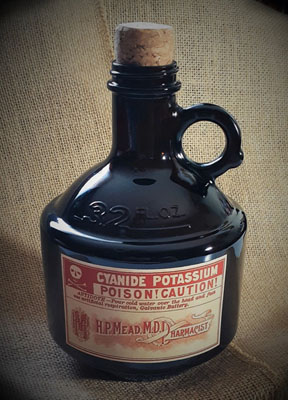 32 FL. OZ
CYANIDE POTASSIUM
POISON! CAUTION!
ANTIDOTE.-Pour cold water over the head and face
artificial respiration, Galvanic Battery.
H.P. MEAD, M.D. PHARMACIST